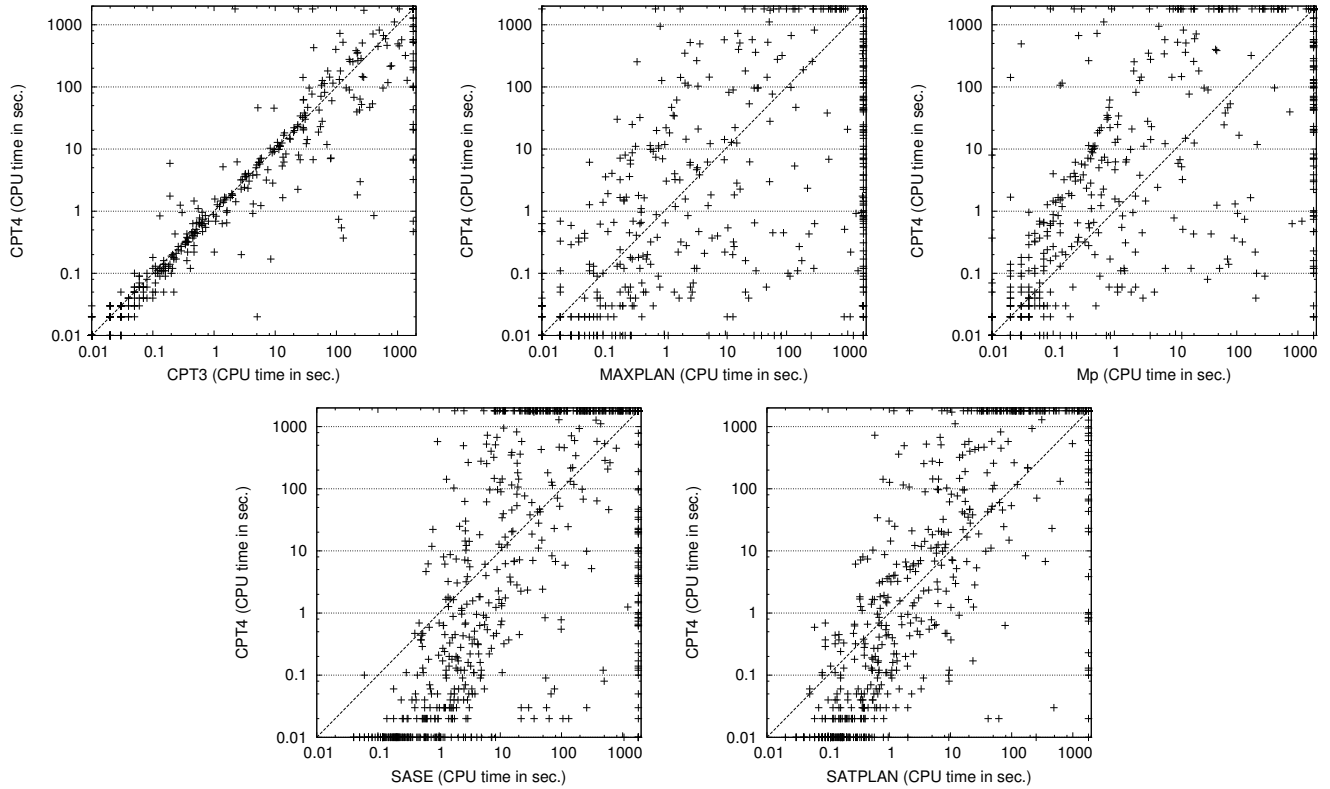 1000
100
10
1
0.1
0.01
CPT4 (CPU time in sec.)
0.01 0.1 1 10 100 1000
CPT3 (CPU time in sec.)
1000
100
10
1
0.1
0.01
CPT4 (CPU time in sec.)
0.01 0.1 1 10 100 1000
MAXPLAN (CPU time in sec.)
1000
100
10
1
0.1
0.01
CPT4 (CPU time in sec.)
0.01 0.1 1 10 100 1000
Mp (CPU time in sec.)
1000
100
10
1
0.1
0.01
CPT4 (CPU time in sec.)
0.01 0.1 1 10 100 1000
SASE (CPU time in sec.)
1000
100
10
1
0.1
0.01
CPT4 (CPU time in sec.)
0.01 0.1 1 10 100 1000
SATPLAN (CPU time in sec.)